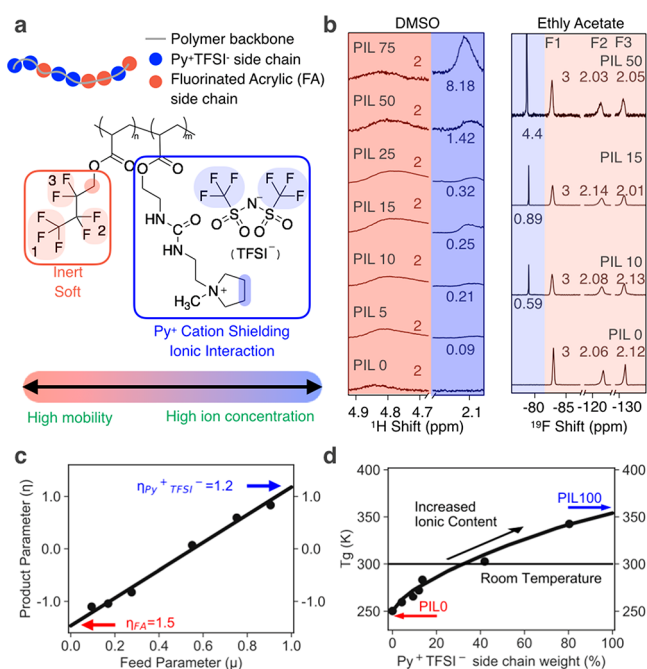 a
Polymer backbone
Py+TFSI- side chain
Fluorinated Acrylic (FA)
side chain
n
m
O
O
O
O
3 F
F
F
F
F
F
F
2
1
Inert
Soft
HN
O
HN
N+
H₃C
F
F
F
F
F
F
O
S
N⁻
S
O
O
O
(TFSI⁻)
Py⁺ Cation Shielding
Ionic Interaction
High mobility
High ion concentration
b
DMSO
PIL 75
2
8.18
PIL 50
2
1.42
PIL 25
2
0.32
PIL 15
2
0.25
PIL 10
2
0.21
PIL 5
2
0.09
PIL 0
2
4.9 4.8 4.7 2.1
¹H Shift (ppm)
Ethly Acetate
F1 F2 F3
PIL 50
3 2.03 2.05
4.4
PIL 15
3 2.14 2.01
0.89
PIL 10
3 2.08 2.13
0.59
PIL 0
3 2.06 2.12
-80 -85 -120 -130
¹⁹F Shift (ppm)
c
Product Parameter (η)
1.0
0.0
-1.0
ηPy⁺TFSI⁻=1.2
ηFA=1.5
1.0
0.0
-1.0
0.0 0.2 0.4 0.6 0.8 1.0
Feed Parameter (μ)
d
Tg (K)
400
350
300
250
Increased
Ionic Content
PIL100
Room Temperature
PIL0
400
350
300
250
0 20 40 60 80 100
Py⁺TFSI⁻ side chain weight (%)